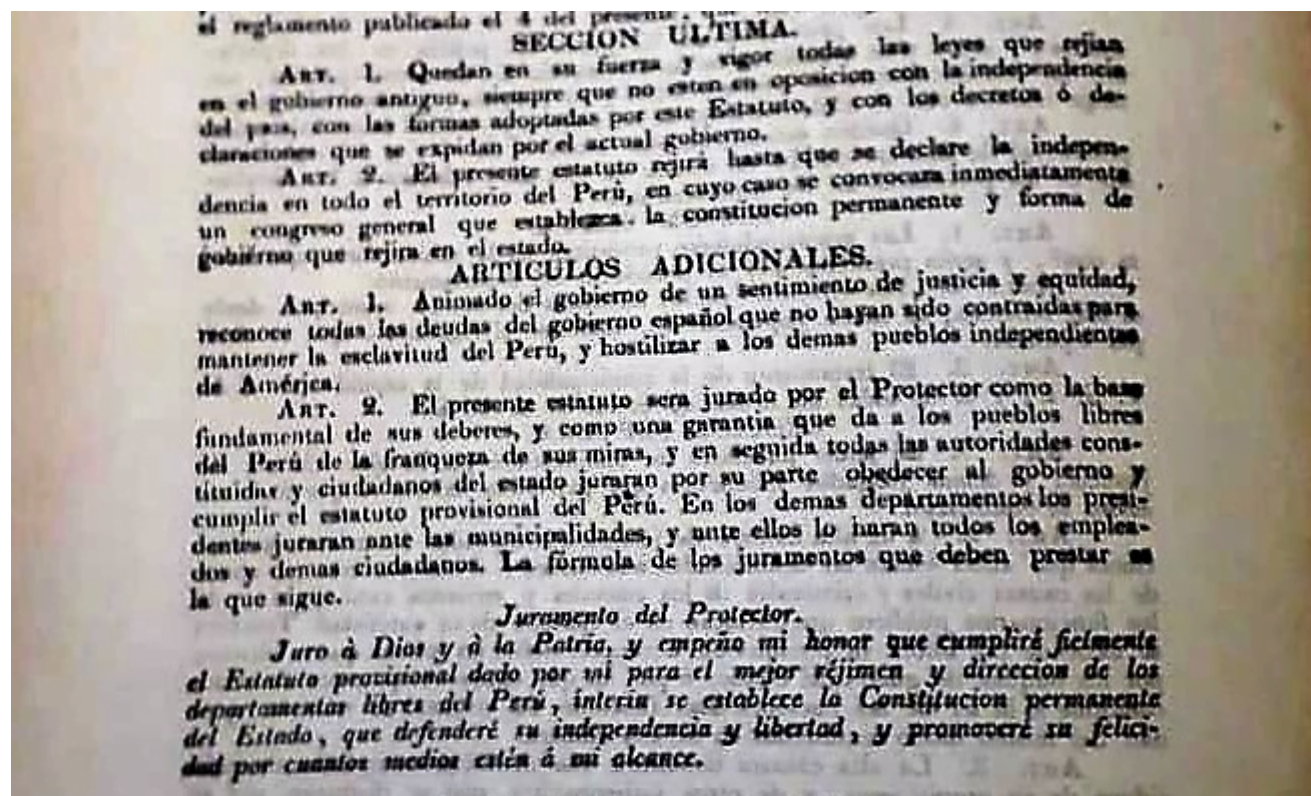 el reglamento publicado el 4 del presente,
SECCION ULTIMA.
ART. 1. Quedan en su fuerza y vigor todas las leyes que rejian
en el gobierno antiguo, siempre que no esten en oposicion con la independencia
del pais, con las formas adoptadas por este Estatuto, y con los decretos ó de-
claraciones que se expidan por el actual gobierno.
ART. 2. El presente estatuto rejirá hasta que se declare la indepen-
dencia en todo el territorio del Perú, en cuyo caso se convocara inmediatamente
un congreso general que establezca la constitucion permanente y forma de
gobierno que rejira en el estado.
ARTICULOS ADICIONALES.
ART. 1. Animado el gobierno de un sentimiento de justicia y equidad,
reconoce todas las deudas del gobierno español que no hayan sido contraidas para
mantener la esclavitud del Perú, y hostilizar a los demas pueblos independientes
de América.
ART. 2. El presente estatuto sera jurado por el Protector como la base
fundamental de sus deberes, y como una garantia que da a los pueblos libres
del Perú de la franqueza de sus miras, y en seguida todas las autoridades cons-
tituidas y ciudadanos del estado juraran por su parte obedecer al gobierno y
cumplir el estatuto provisional del Perú. En los demas departamentos los presi-
dentes juraran ante las municipalidades, y ante ellos lo haran todos los emplea-
dos y demas ciudadanos. La fórmula de los juramentos que deben prestar es
la que sigue.
Juramento del Protector.
Juro à Dios y à la Patria, y empeño mi honor que cumpliré fielmente
el Estatuto provisional dado por mi para el mejor réjimen y direccion de los
departamentos libres del Perú, interin se establece la Constitucion permanente
del Estado, que defenderé su independencia y libertad, y promoveré su felici-
dad por cuantos medios estén á mi alcance.